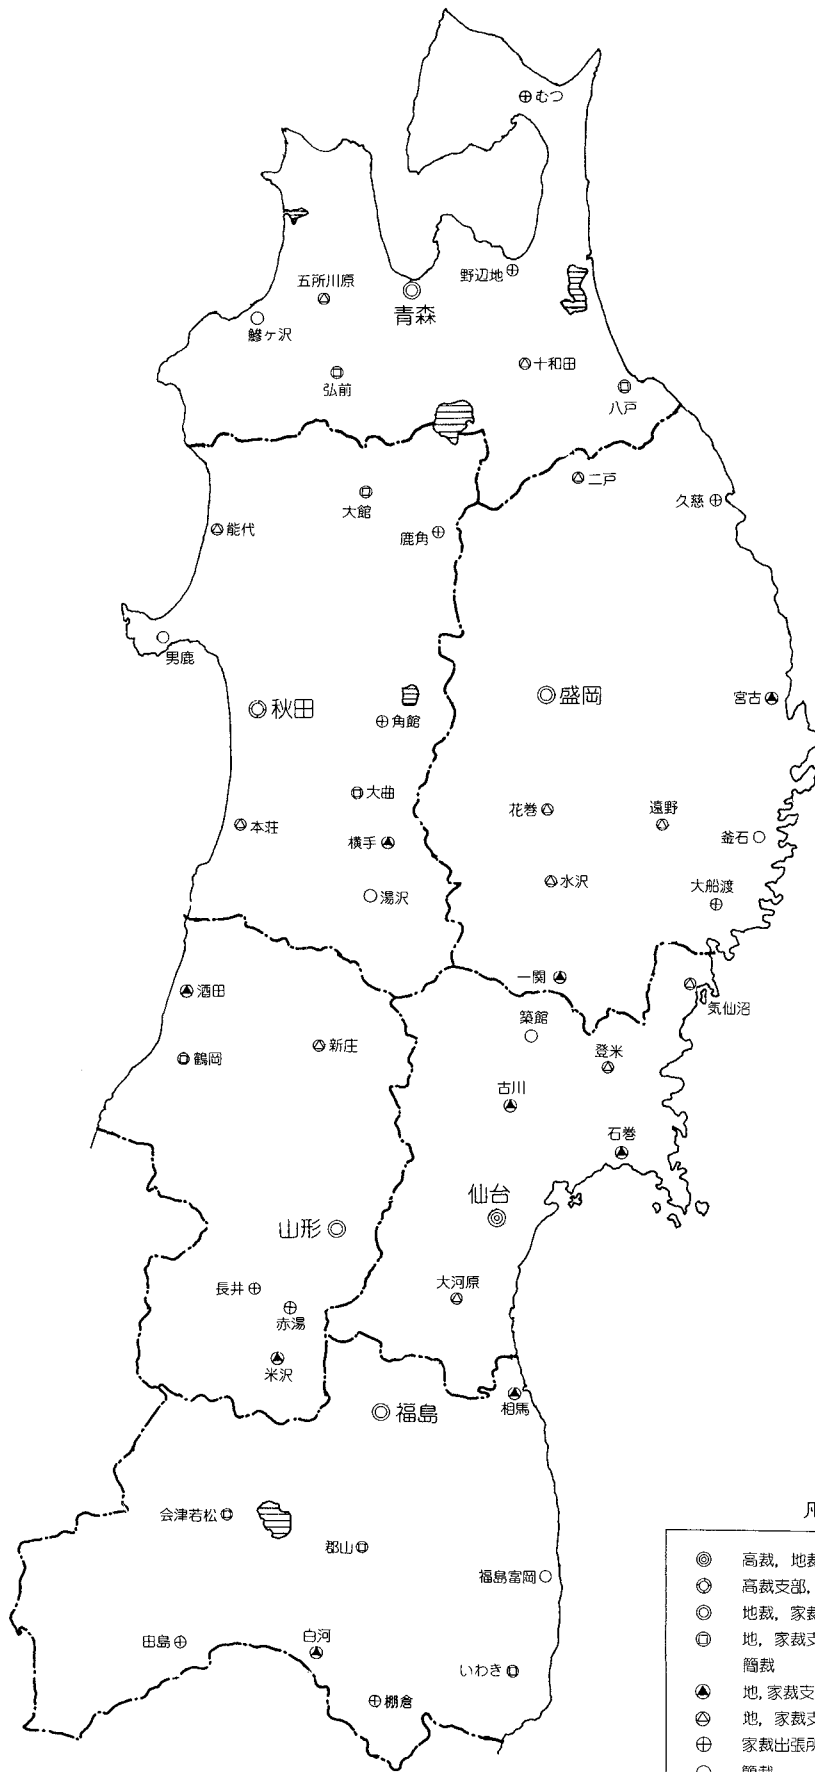 むつ
野辺地
五所川原
青森
鰺ヶ沢
十和田
弘前
八戸
二戸
久慈
大館
能代
鹿角
男鹿
秋田
盛岡
宮古
角館
大曲
花巻
遠野
本荘
釜石
横手
水沢
大船渡
湯沢
一関
気仙沼
酒田
築館
新庄
登米
鶴岡
古川
石巻
仙台
山形
長井
大河原
赤湯
米沢
相馬
福島
会津若松
郡山
福島富岡
田島
白河
いわき
棚倉
高裁，地裁
高裁支部，
地裁，家裁
地，家裁支
簡裁
地，家裁支
地，家裁支
家裁出張所
簡裁